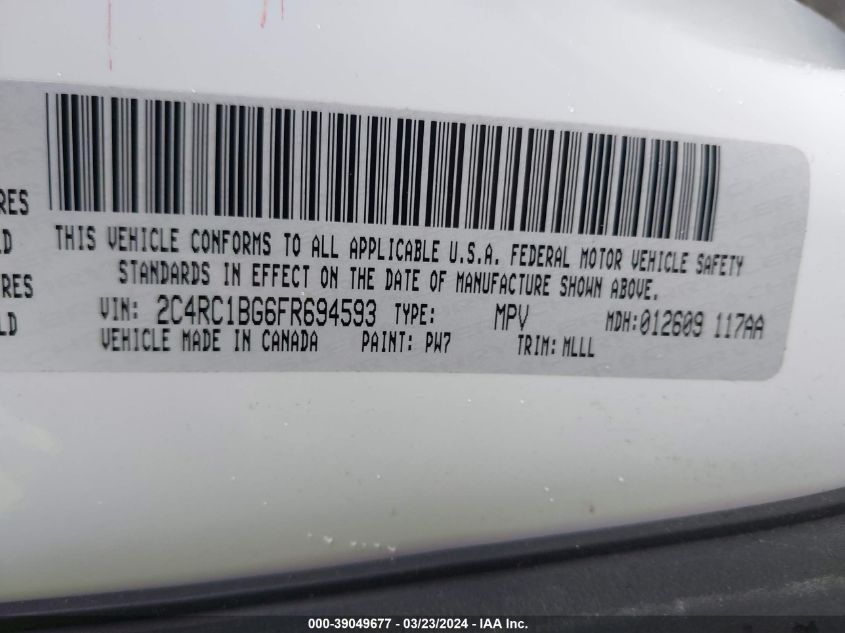 RES
LD
THIS VEHICLE CONFORMS TO ALL APPLICABLE U.S.A. FEDERAL MOTOR VEHICLE SAFETY
STANDARDS IN EFFECT ON THE DATE OF MANUFACTURE SHOWN ABOVE.
RES
LD
VIN: 2C4RC1BG6FR694593 TYPE: MPV MDH:012609 117AA
VEHICLE MADE IN CANADA PAINT: PW7 TRIM: MLLL
000-39049677 - 03/23/2024 - IAA Inc.